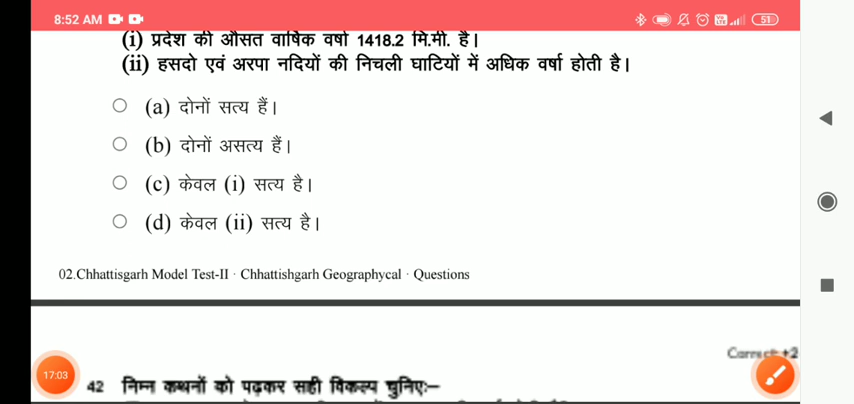 8:52 AM
51
(i) प्रदेश की औसत वार्षिक वर्षा 1418.2 मि.मी. है।
(ii) हसदो एवं अरपा नदियों की निचली घाटियों में अधिक वर्षा होती है।
(a) दोनों सत्य हैं।
(b) दोनों असत्य हैं।
(c) केवल (i) सत्य है।
(d) केवल (ii) सत्य है।
02.Chhattisgarh Model Test-II · Chhattishgarh Geographycal · Questions
Correct +2
17:03
42 निम्न कथनों को पढ़कर सही विकल्प चुनिए:–